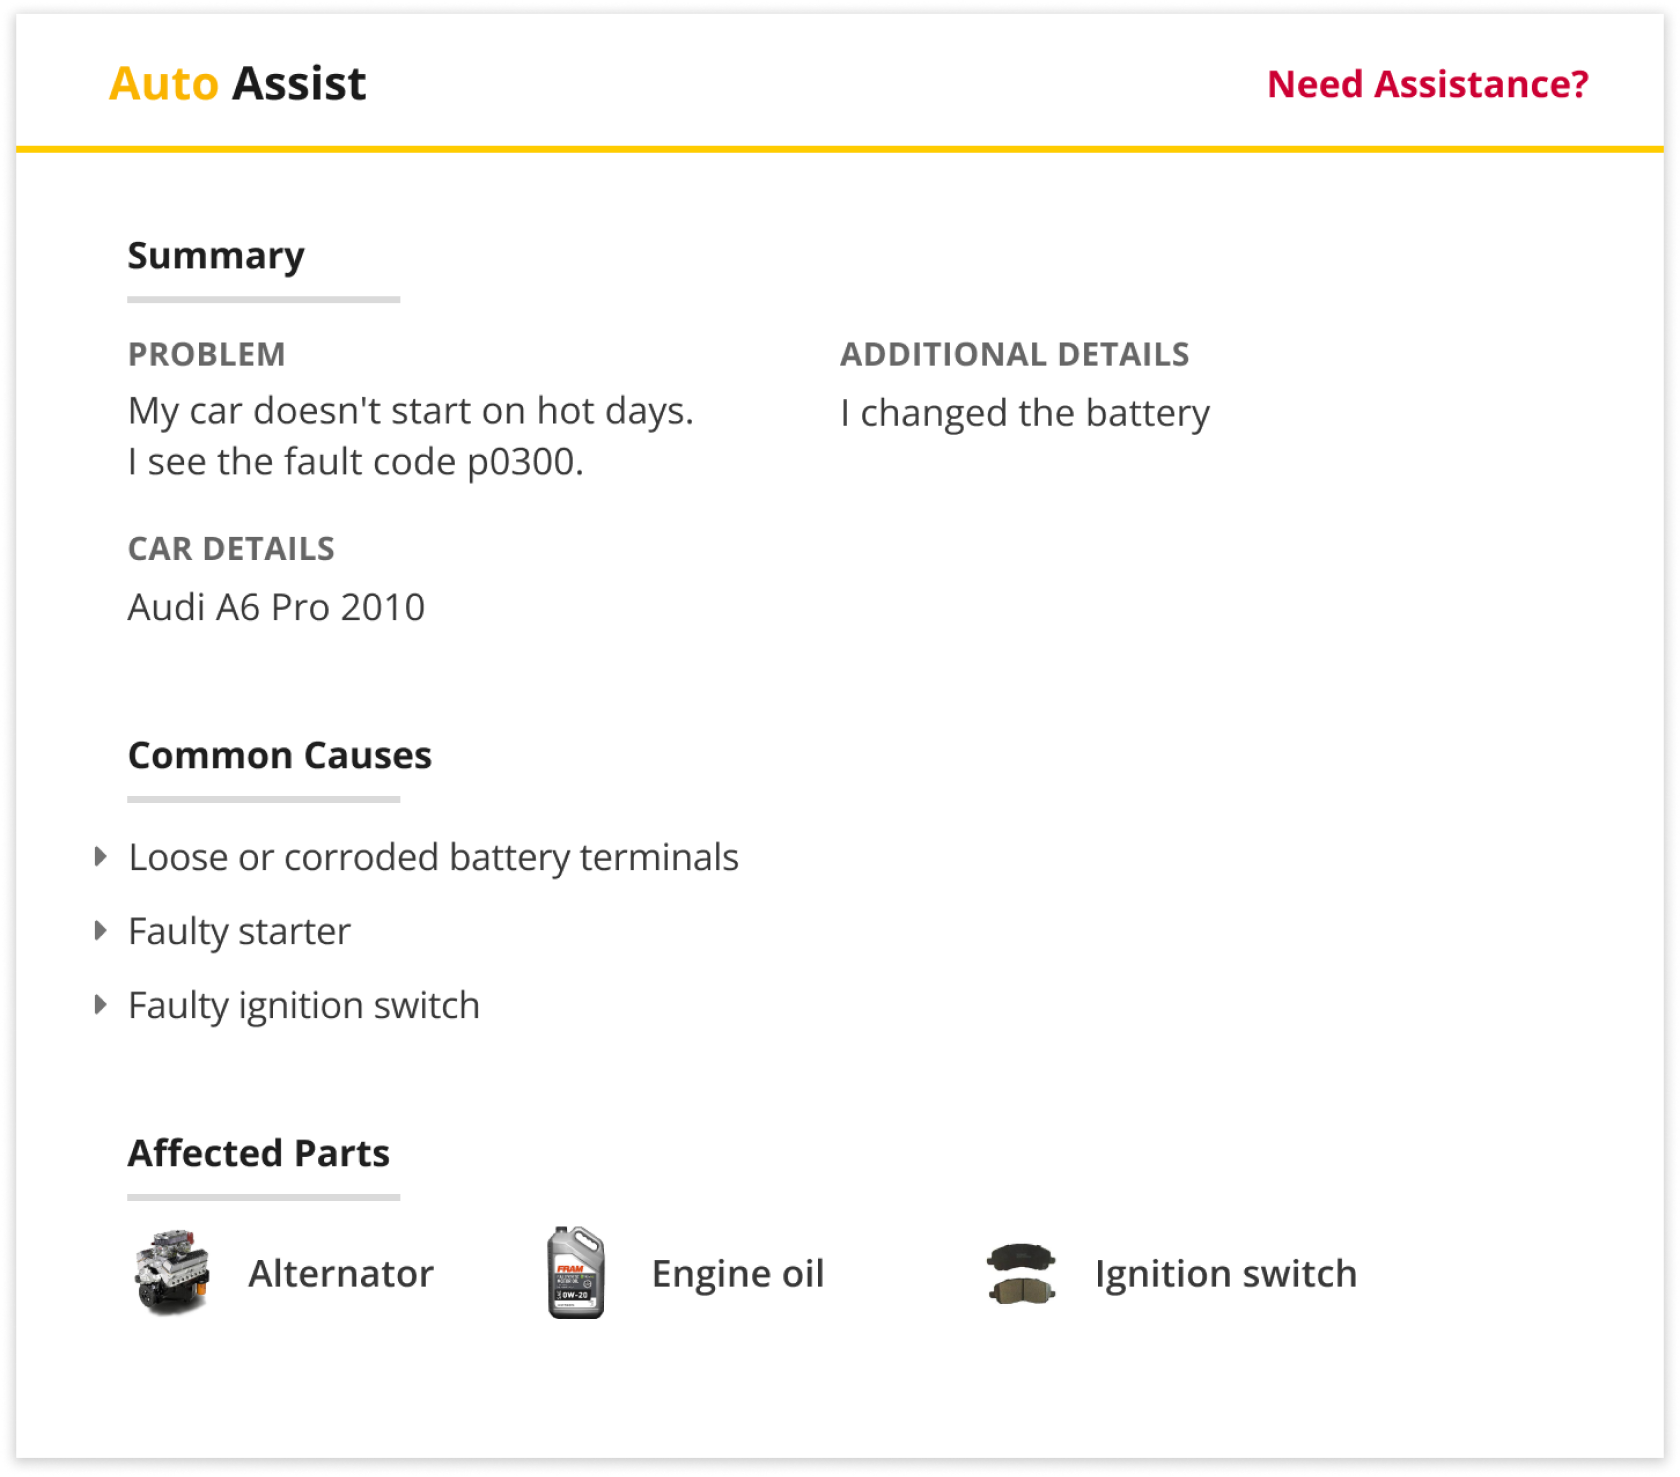 Auto Assist
Need Assistance?
Summary
PROBLEM
My car doesn't start on hot days.
I see the fault code p0300.
ADDITIONAL DETAILS
I changed the battery
CAR DETAILS
Audi A6 Pro 2010
Common Causes
Loose or corroded battery terminals
Faulty starter
Faulty ignition switch
Affected Parts
Alternator
FRAM
0W-20
Engine oil
Ignition switch